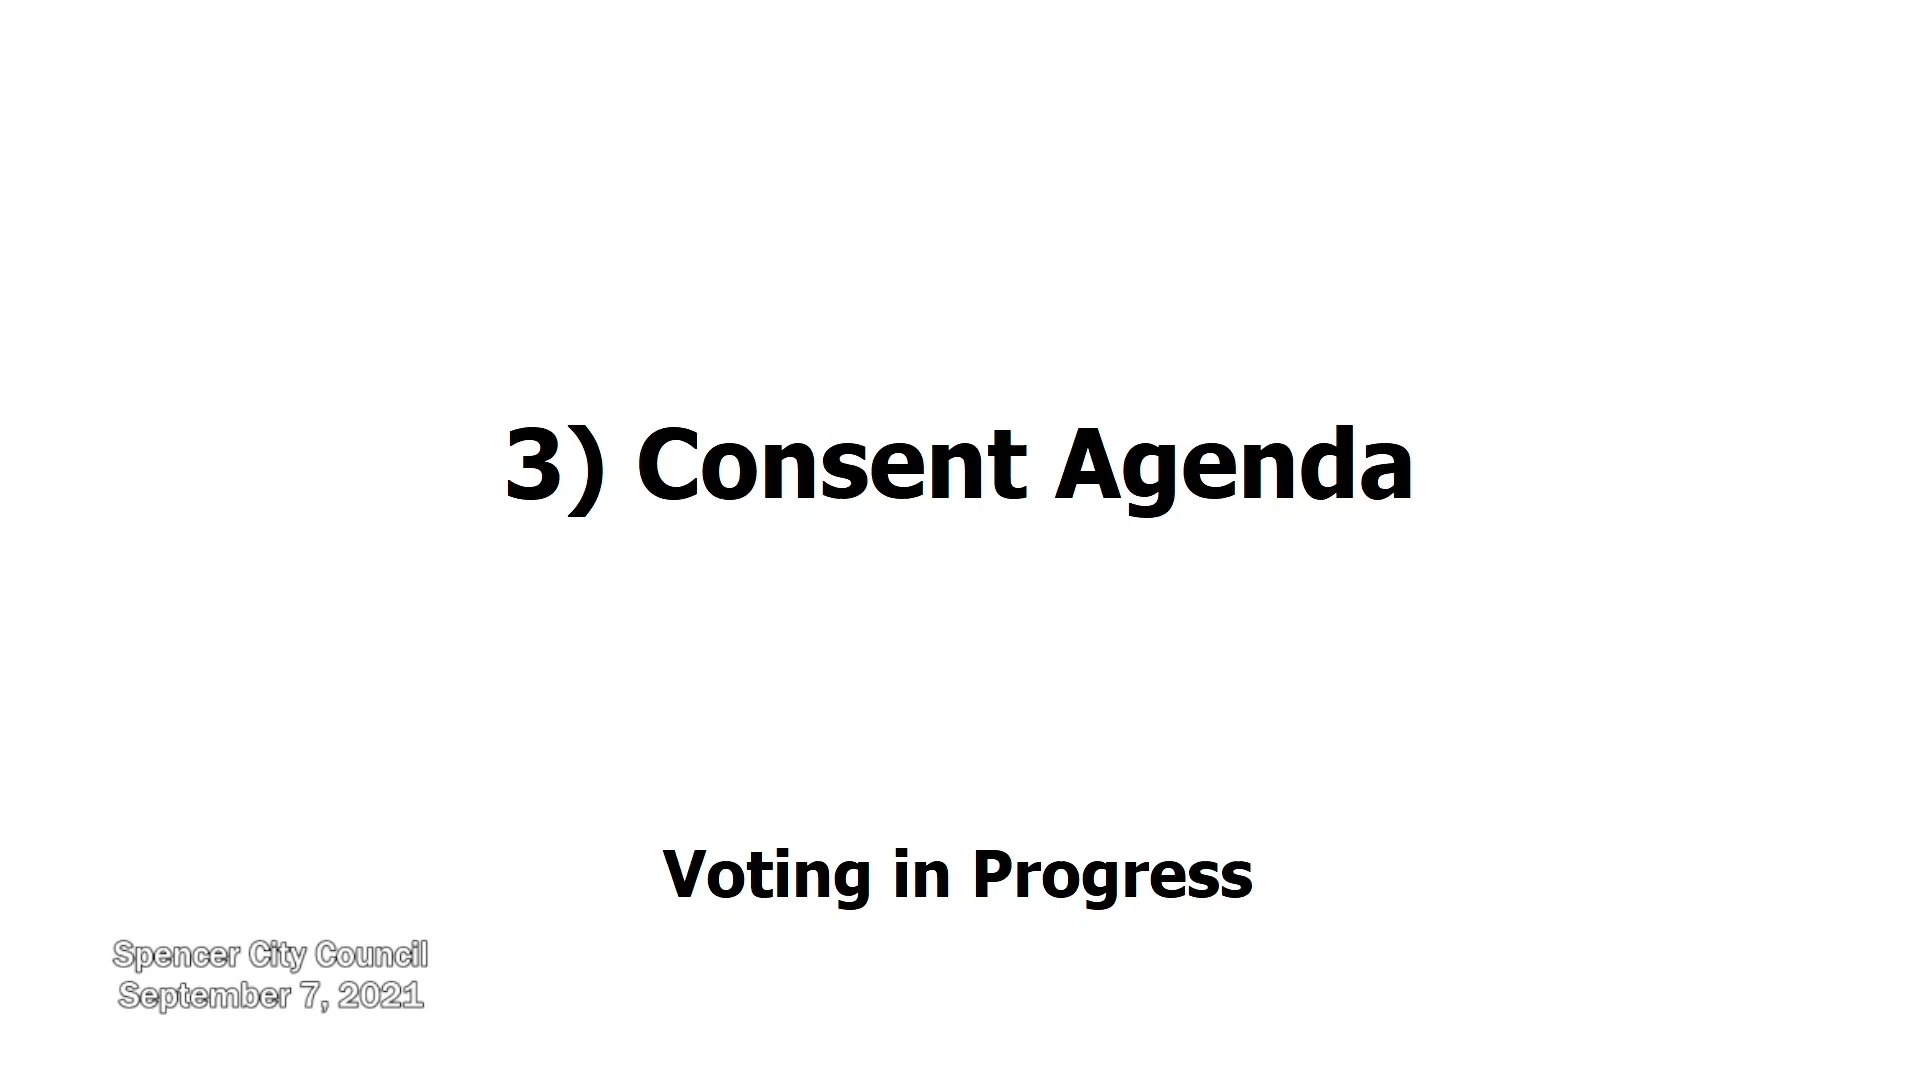 3) Consent Agenda
Voting in Progress
Spencer City Council
September 7, 2021